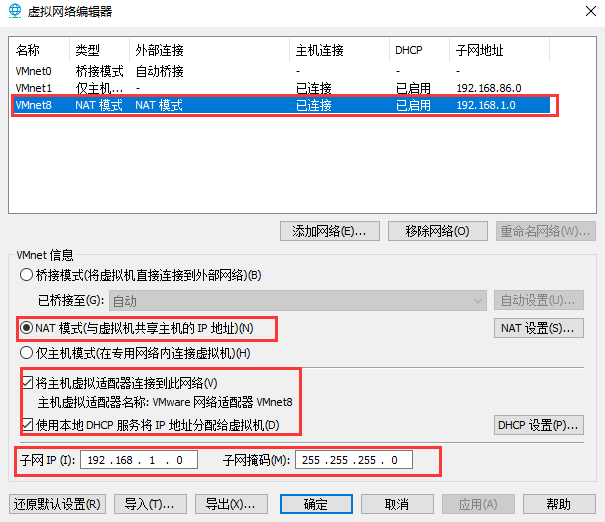 虚拟网络编辑器
名称 类型 外部连接 主机连接 DHCP 子网地址
VMnet0 桥接模式 自动桥接 - - -
VMnet1 仅主机... - 已连接 已启用 192.168.86.0
VMnet8 NAT 模式 NAT 模式 已连接 已启用 192.168.1.0
添加网络(E)... 移除网络(O) 重命名网络(W)...
VMnet 信息
桥接模式(将虚拟机直接连接到外部网络)(B)
已桥接至(G): 自动 自动设置(U)...
NAT 模式(与虚拟机共享主机的 IP 地址)(N) NAT 设置(S)...
仅主机模式(在专用网络内连接虚拟机)(H)
将主机虚拟适配器连接到此网络(V)
主机虚拟适配器名称: VMware 网络适配器 VMnet8
使用本地 DHCP 服务将 IP 地址分配给虚拟机(D) DHCP 设置(P)...
子网 IP (I): 192 . 168 . 1 . 0 子网掩码(M): 255 . 255 . 255 . 0
还原默认设置(R) 导入(T)... 导出(X)... 确定 取消 应用(A) 帮助